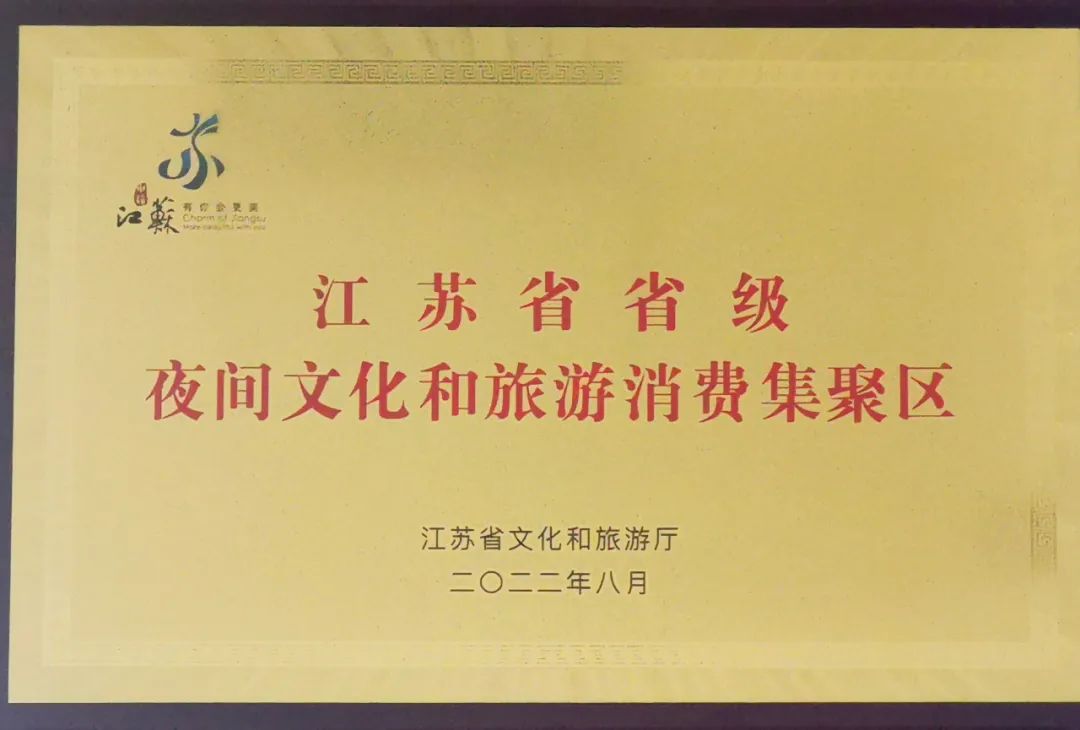 苏
江蘇
有你会更美
Charm of Jiangsu
江苏省省级
夜间文化和旅游消费集聚区
江苏省文化和旅游厅
二〇二二年八月